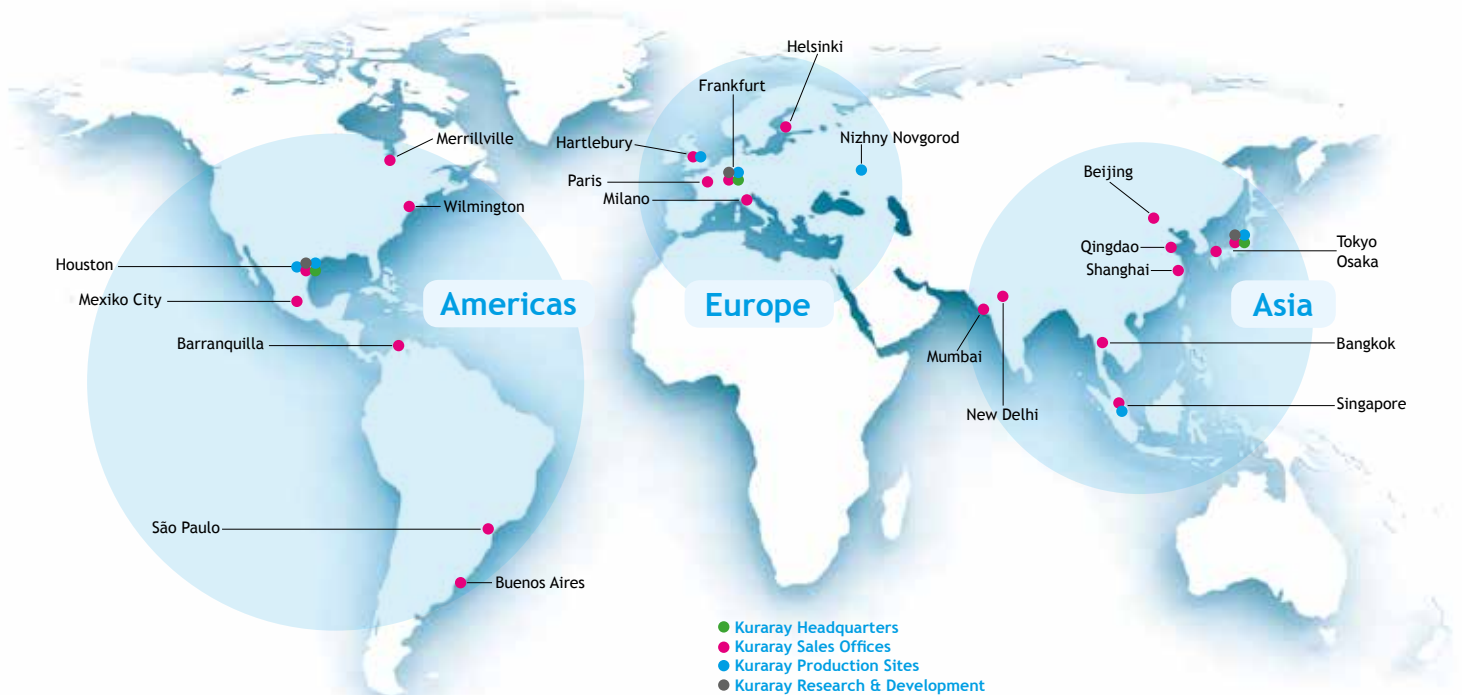 Helsinki
Frankfurt
Merrillville
Hartlebury
Nizhny Novgorod
Paris
Milano
Beijing
Wilmington
Qingdao
Tokyo
Osaka
Houston
Shanghai
Mexiko City
Americas
Europe
Asia
Barranquilla
Mumbai
Bangkok
New Delhi
Singapore
São Paulo
Buenos Aires
Kuraray Headquarters
Kuraray Sales Offices
Kuraray Production Sites
Kuraray Research & Development